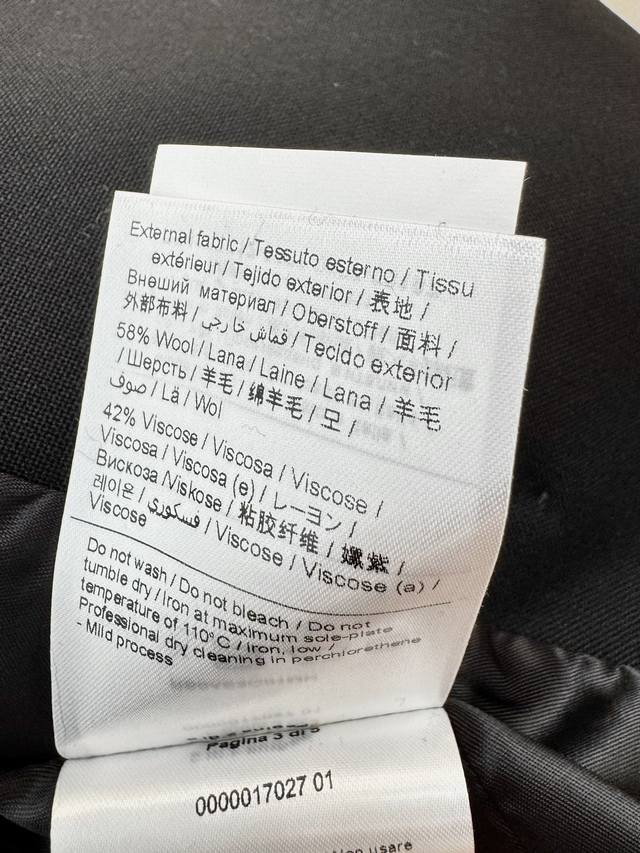 External fabric / Tessuto esterno / Tissu
extérieur / Tejido exterior / 表地 /
Внешний материал / Oberstoff / 面料 /
外部布料 / قماش خارجي / Tecido exterior
58% Wool / Lana / Laine / Lana / 羊毛
/ Шерсть / 羊毛 / 绵羊毛 / 모 /
صوف / Lã / Wol
42% Viscose / Viscosa / Viscose /
Viscosa / Viscosa (e) / レーヨン /
Вискоза /Viskose / 粘胶纤维 / 嫘縈 /
레이온 / فسكوزي / Viscose / Viscose (a) /
Viscose
Do not wash / Do not bleach / Do not
tumble dry / Iron at maximum sole-plate
temperature of 110°C / Iron, low /
Professional dry cleaning in perchlorethene
- Mild process
Pagina 3 di 5
0000017027 01
Non usare